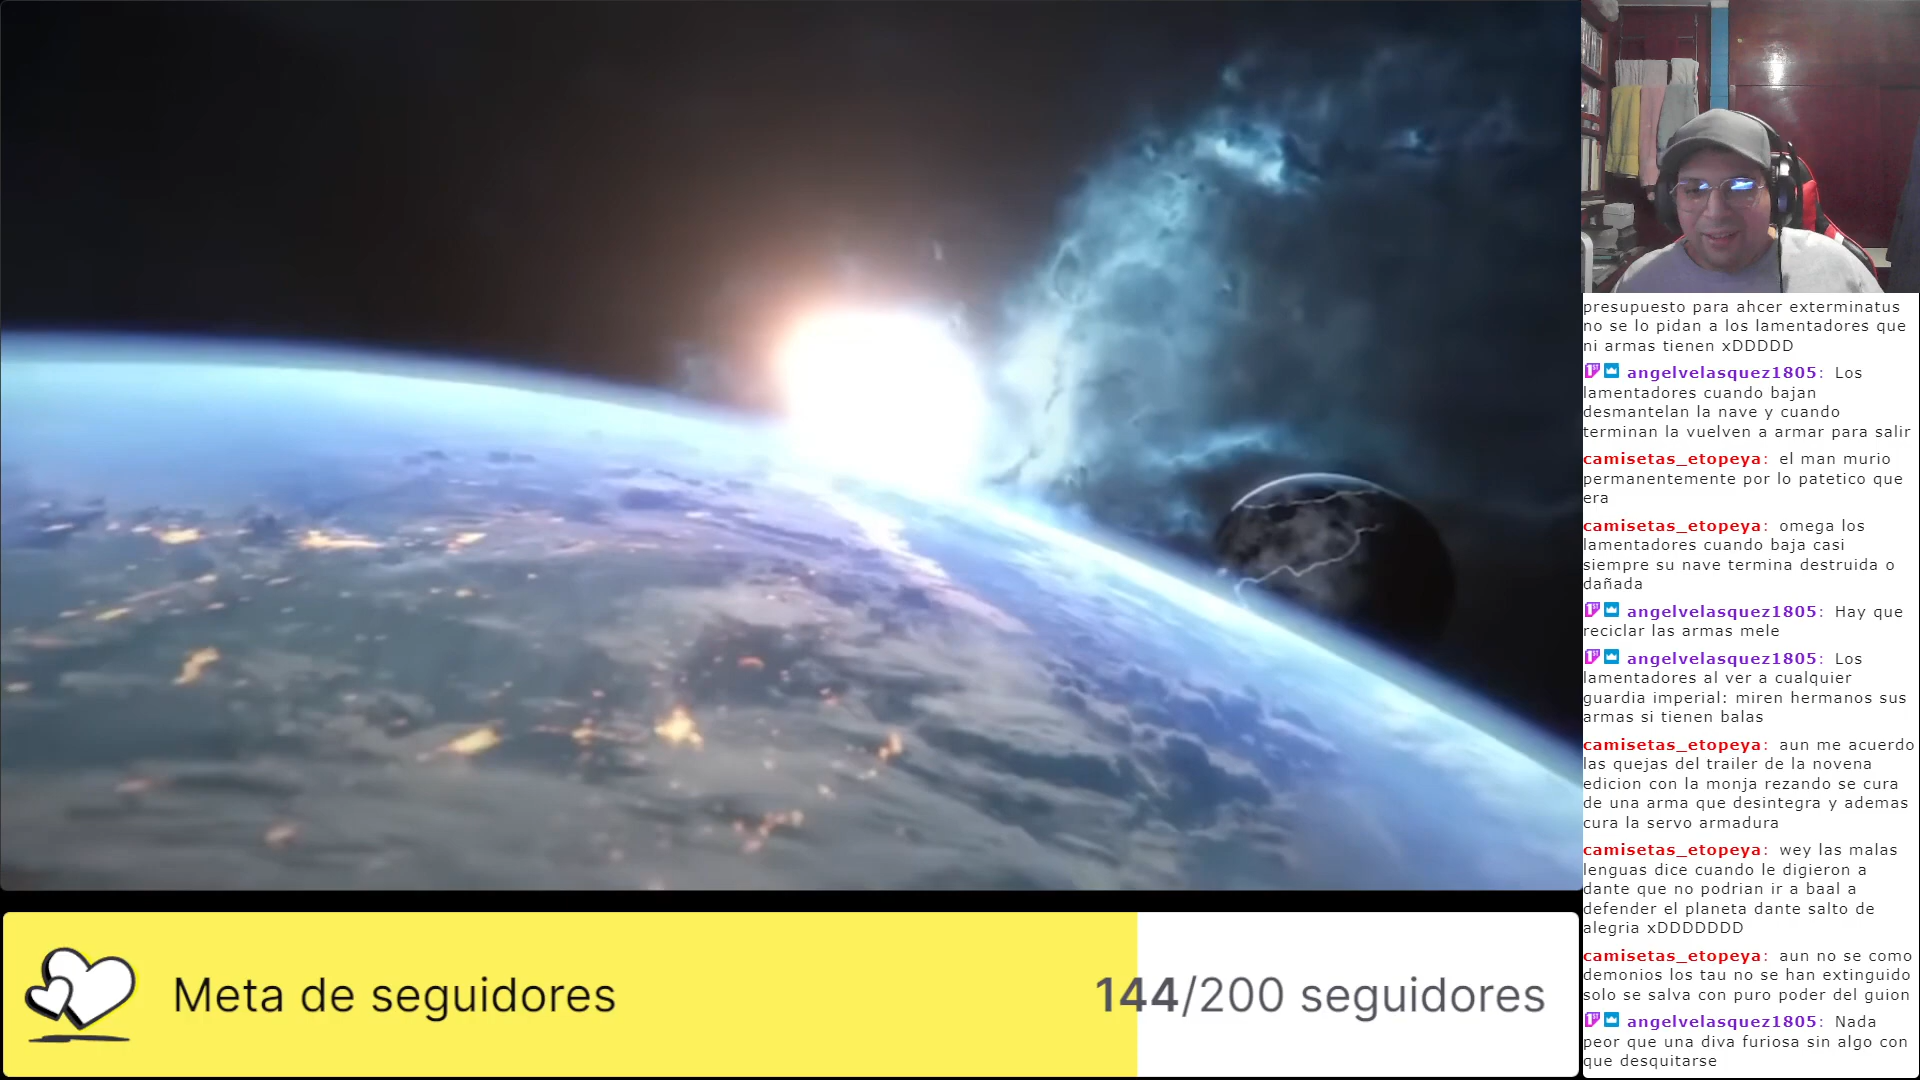 presupuesto para ahcer exterminatus
no se lo pidan a los lamentadores que
ni armas tienen xDDDDD
angelvelasquez1805: Los
lamentadores cuando bajan
desmantelan la nave y cuando
terminan la vuelven a armar para salir
camisetas_etopeya: el man murio
permanentemente por lo patetico que
era
camisetas_etopeya: omega los
lamentadores cuando baja casi
siempre su nave termina destruida o
dañada
angelvelasquez1805: Hay que
reciclar las armas mele
angelvelasquez1805: Los
lamentadores al ver a cualquier
guardia imperial: miren hermanos sus
armas si tienen balas
camisetas_etopeya: aun me acuerdo
las quejas del trailer de la novena
edicion con la monja rezando se cura
de una arma que desintegra y ademas
cura la servo armadura
camisetas_etopeya: wey las malas
lenguas dice cuando le digieron a
dante que no podrian ir a baal a
defender el planeta dante salto de
alegria xDDDDDDD
camisetas_etopeya: aun no se como
demonios los tau no se han extinguido
solo se salva con puro poder del guion
angelvelasquez1805: Nada
peor que una diva furiosa sin algo con
que desquitarse
Meta de seguidores
144/200 seguidores